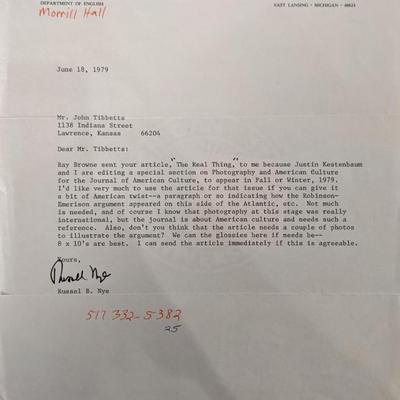 DEPARTMENT OF ENGLISH
EAST LANSING • MICHIGAN • 48824
Morrill Hall
June 18, 1979
Mr. John Tibbetts
1138 Indiana Street
Lawrence, Kansas 66204
Dear Mr. Tibbetts:
Ray Browne sent your article, "The Real Thing," to me because Justin Kestenbaum
and I are editing a special section on Photography and American Culture
for the Journal of American Culture, to appear in Fall or Winter, 1979.
I'd like very much to use the article for that issue if you can give it
a bit of American twist--a paragraph or so indicating how the Robinson-
Emerison argument appeared on this side of the Atlantic, etc. Not much
is needed, and of course I know that photography at this stage was really
international, but the journal is about American culture and needs such a
reference. Also, don't you think that the article needs a couple of photos
to illustrate the argument? We can the glossies here if needs be--
8 x 10's are best. I can send the article immediately if this is agreeable.
Yours,
Russel Nye
Russel B. Nye
517 332-5382
25